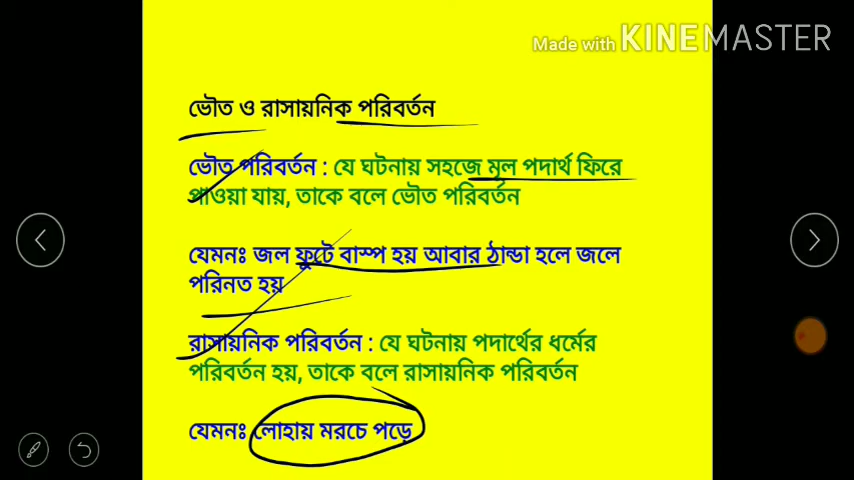 Made with KINEMASTER
ভৌত ও রাসায়নিক পরিবর্তন
ভৌত পরিবর্তন : যে ঘটনায় সহজে মূল পদার্থ ফিরে
পাওয়া যায়, তাকে বলে ভৌত পরিবর্তন
যেমনঃ জল ফুটে বাস্প হয় আবার ঠান্ডা হলে জলে
পরিনত হয়
রাসায়নিক পরিবর্তন : যে ঘটনায় পদার্থের ধর্মের
পরিবর্তন হয়, তাকে বলে রাসায়নিক পরিবর্তন
যেমনঃ লোহায় মরচে পড়ে